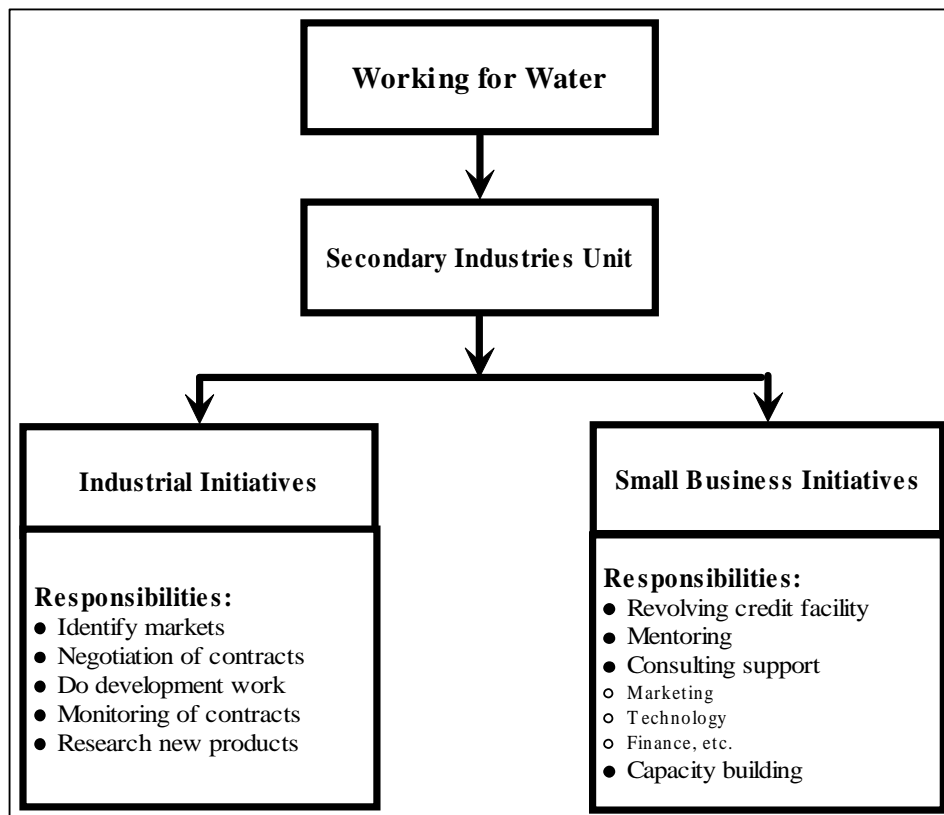 Working for Water
Secondary Industries Unit
Industrial Initiatives
Responsibilities:
● Identify markets
● Negotiation of contracts
● Do development work
● Monitoring of contracts
● Research new products
Small Business Initiatives
Responsibilities:
● Revolving credit facility
● Mentoring
● Consulting support
○ Marketing
○ Technology
○ Finance, etc.
● Capacity building